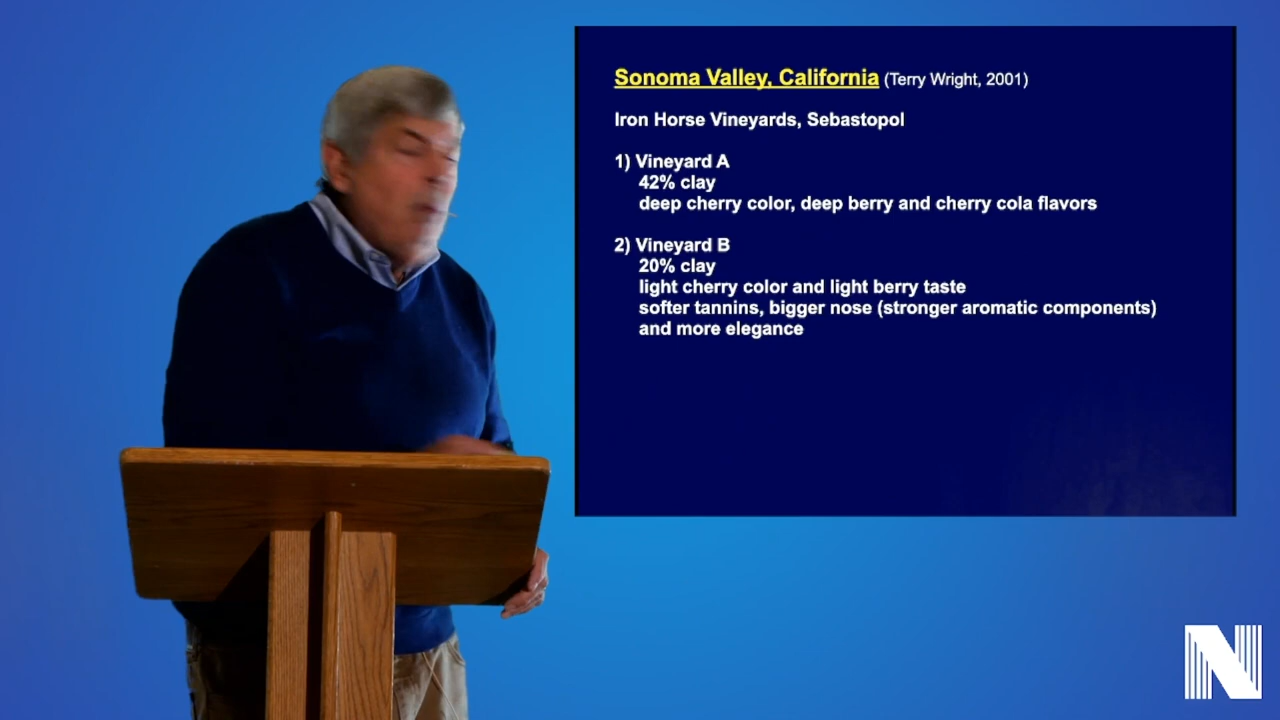 Sonoma Valley, California (Terry Wright, 2001)
Iron Horse Vineyards, Sebastopol
1) Vineyard A
42% clay
deep cherry color, deep berry and cherry cola flavors
2) Vineyard B
20% clay
light cherry color and light berry taste
softer tannins, bigger nose (stronger aromatic components)
and more elegance
N